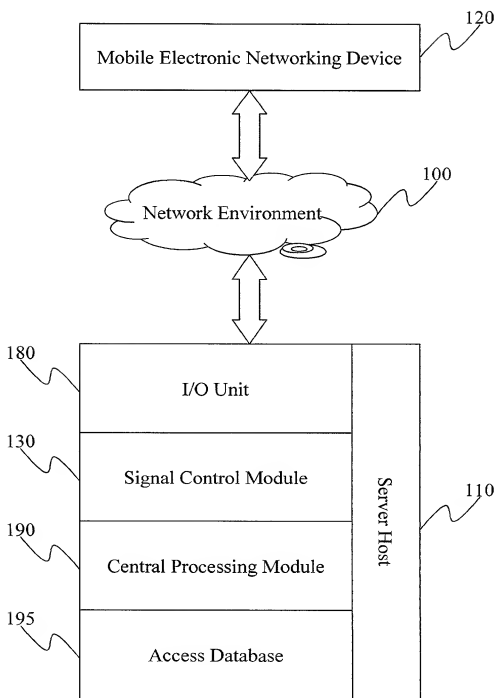 120
Mobile Electronic Networking Device
100
Network Environment
180
I/O Unit
130
Signal Control Module
110
Server Host
190
Central Processing Module
195
Access Database